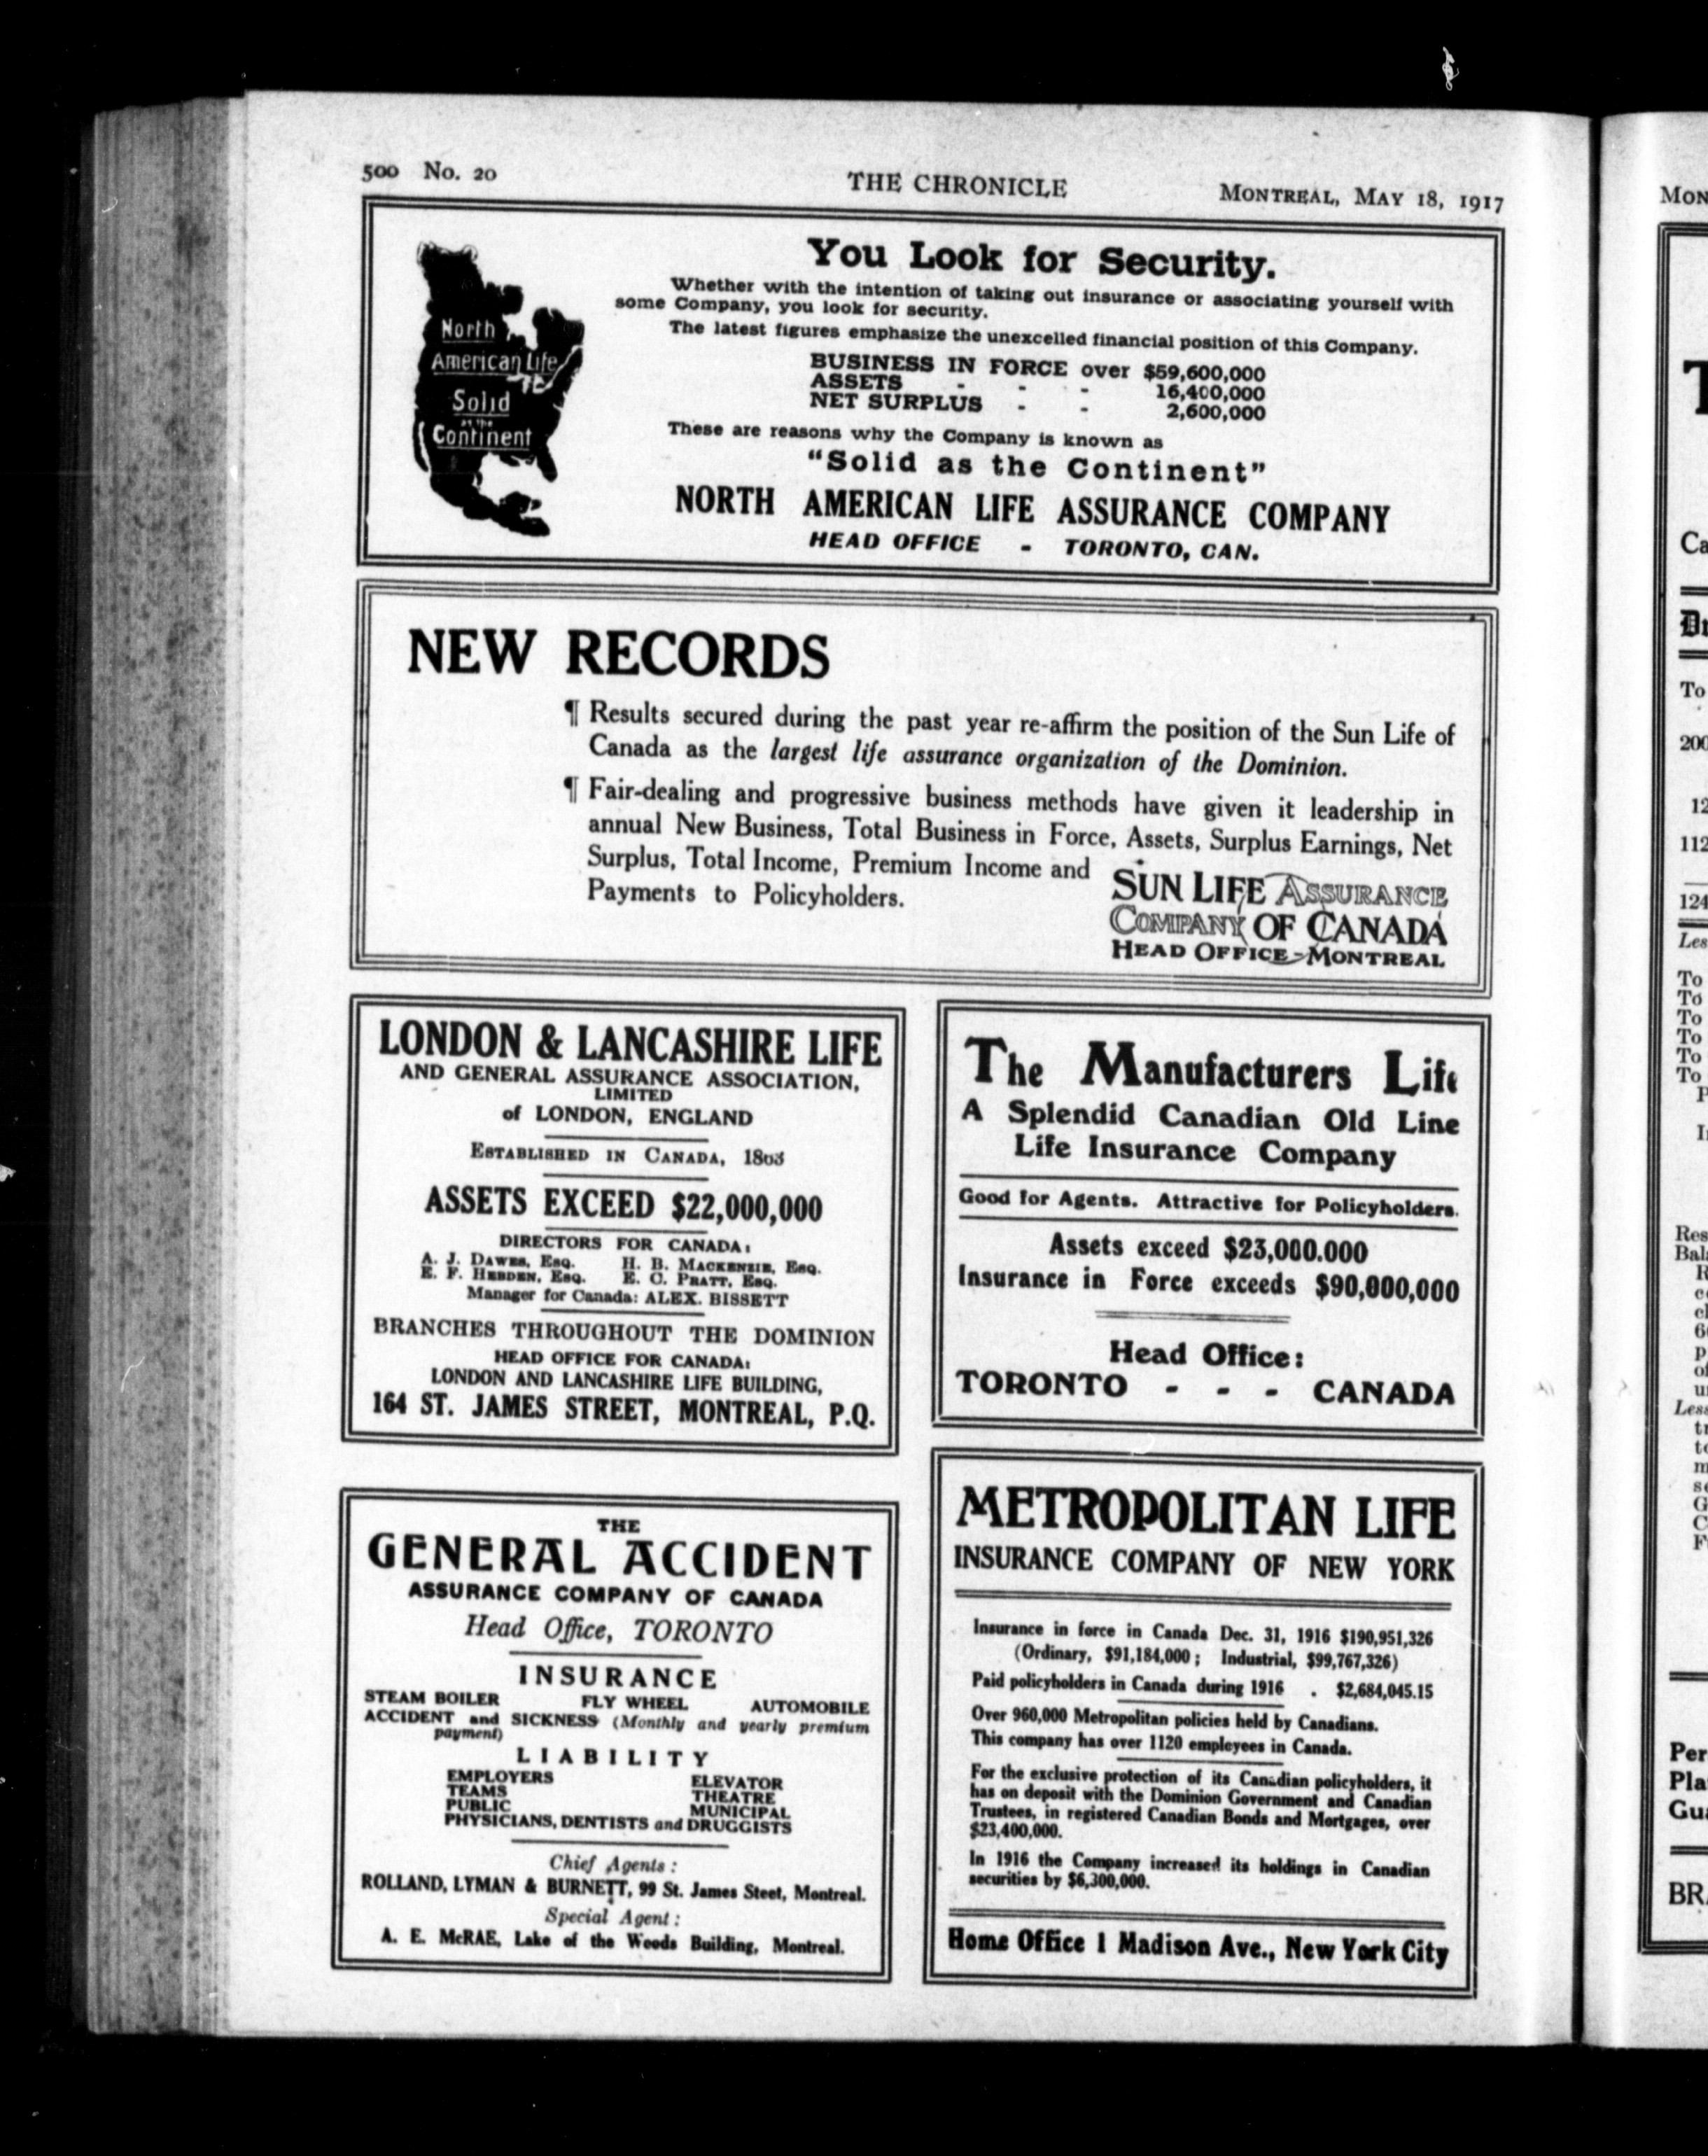 500 No. 20
THE CHRONICLE
MONTREAL, MAY 18, 1917
North
American Life
Solid
as the
Continent
You Look for Security.
Whether with the intention of taking out insurance or associating yourself with
some Company, you look for security.
The latest figures emphasize the unexcelled financial position of this Company.
BUSINESS IN FORCE over $59,600,000
ASSETS - - - 16,400,000
NET SURPLUS - - 2,600,000
These are reasons why the Company is known as
"Solid as the Continent"
NORTH AMERICAN LIFE ASSURANCE COMPANY
HEAD OFFICE - TORONTO, CAN.
NEW RECORDS
¶ Results secured during the past year re-affirm the position of the Sun Life of
Canada as the largest life assurance organization of the Dominion.
¶ Fair-dealing and progressive business methods have given it leadership in
annual New Business, Total Business in Force, Assets, Surplus Earnings, Net
Surplus, Total Income, Premium Income and
Payments to Policyholders.
SUN LIFE ASSURANCE
COMPANY OF CANADA
HEAD OFFICE-MONTREAL
LONDON & LANCASHIRE LIFE
AND GENERAL ASSURANCE ASSOCIATION,
LIMITED
of LONDON, ENGLAND
ESTABLISHED IN CANADA, 1863
ASSETS EXCEED $22,000,000
DIRECTORS FOR CANADA:
A. J. DAWES, ESQ. H. B. MACKENZIE, ESQ.
E. F. HEBDEN, ESQ. E. C. PRATT, ESQ.
Manager for Canada: ALEX. BISSETT
BRANCHES THROUGHOUT THE DOMINION
HEAD OFFICE FOR CANADA:
LONDON AND LANCASHIRE LIFE BUILDING,
164 ST. JAMES STREET, MONTREAL, P.Q.
The Manufacturers Life
A Splendid Canadian Old Line
Life Insurance Company
Good for Agents. Attractive for Policyholders.
Assets exceed $23,000.000
Insurance in Force exceeds $90,000,000
Head Office:
TORONTO - - - CANADA
THE
GENERAL ACCIDENT
ASSURANCE COMPANY OF CANADA
Head Office, TORONTO
INSURANCE
STEAM BOILER FLY WHEEL AUTOMOBILE
ACCIDENT and SICKNESS (Monthly and yearly premium
payment)
LIABILITY
EMPLOYERS ELEVATOR
TEAMS THEATRE
PUBLIC MUNICIPAL
PHYSICIANS, DENTISTS and DRUGGISTS
Chief Agents:
ROLLAND, LYMAN & BURNETT, 99 St. James Steet, Montreal.
Special Agent:
A. E. McRAE, Lake of the Woods Building, Montreal.
METROPOLITAN LIFE
INSURANCE COMPANY OF NEW YORK
Insurance in force in Canada Dec. 31, 1916 $190,951,326
(Ordinary, $91,184,000; Industrial, $99,767,326)
Paid policyholders in Canada during 1916 . $2,684,045.15
Over 960,000 Metropolitan policies held by Canadians.
This company has over 1120 employees in Canada.
For the exclusive protection of its Canadian policyholders, it
has on deposit with the Dominion Government and Canadian
Trustees, in registered Canadian Bonds and Mortgages, over
$23,400,000.
In 1916 the Company increased its holdings in Canadian
securities by $6,300,000.
Home Office 1 Madison Ave., New York City